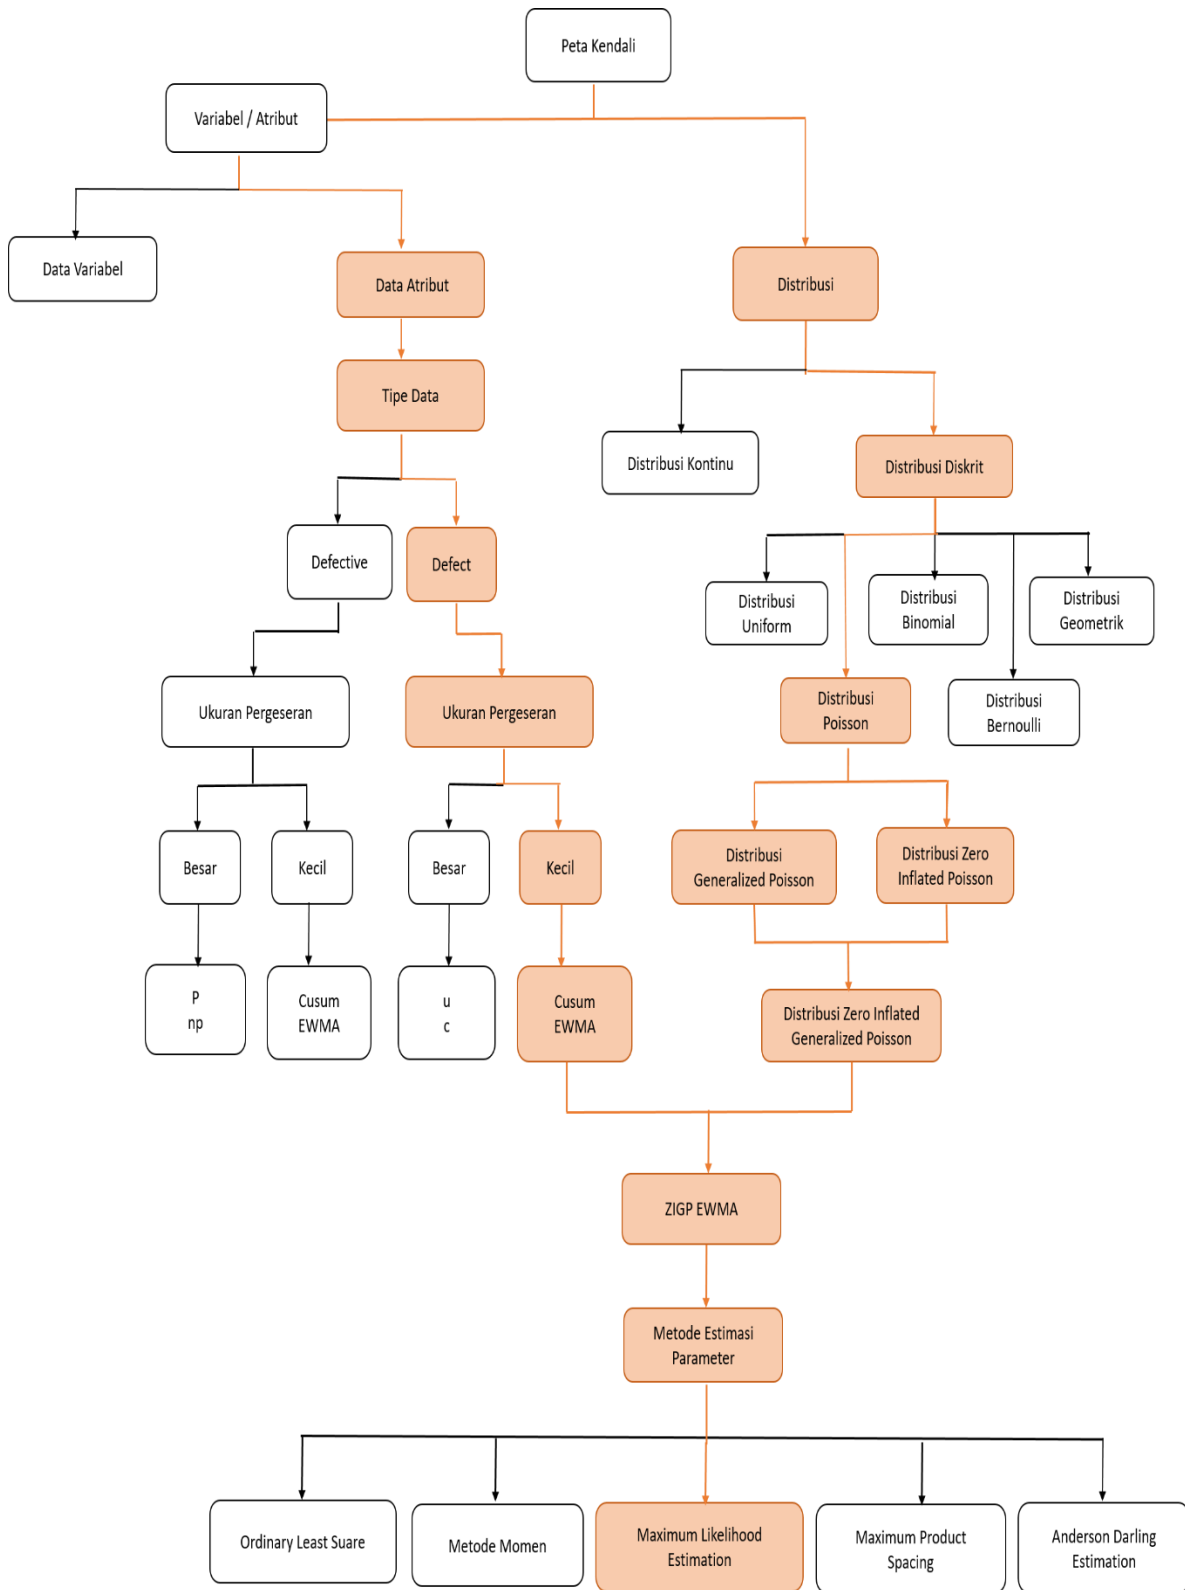 Peta Kendali
Variabel / Atribut
Data Variabel
Data Atribut
Distribusi
Tipe Data
Distribusi Kontinu
Distribusi Diskrit
Defective
Defect
Distribusi
Uniform
Distribusi
Binomial
Distribusi
Geometrik
Ukuran Pergeseran
Ukuran Pergeseran
Distribusi
Poisson
Distribusi
Bernoulli
Besar
Kecil
Besar
Kecil
Distribusi
Generalized Poisson
Distribusi Zero
Inflated Poisson
P
np
Cusum
EWMA
u
c
Cusum
EWMA
Distribusi Zero Inflated
Generalized Poisson
ZIGP EWMA
Metode Estimasi
Parameter
Ordinary Least Suare
Metode Momen
Maximum Likelihood
Estimation
Maximum Product
Spacing
Anderson Darling
Estimation